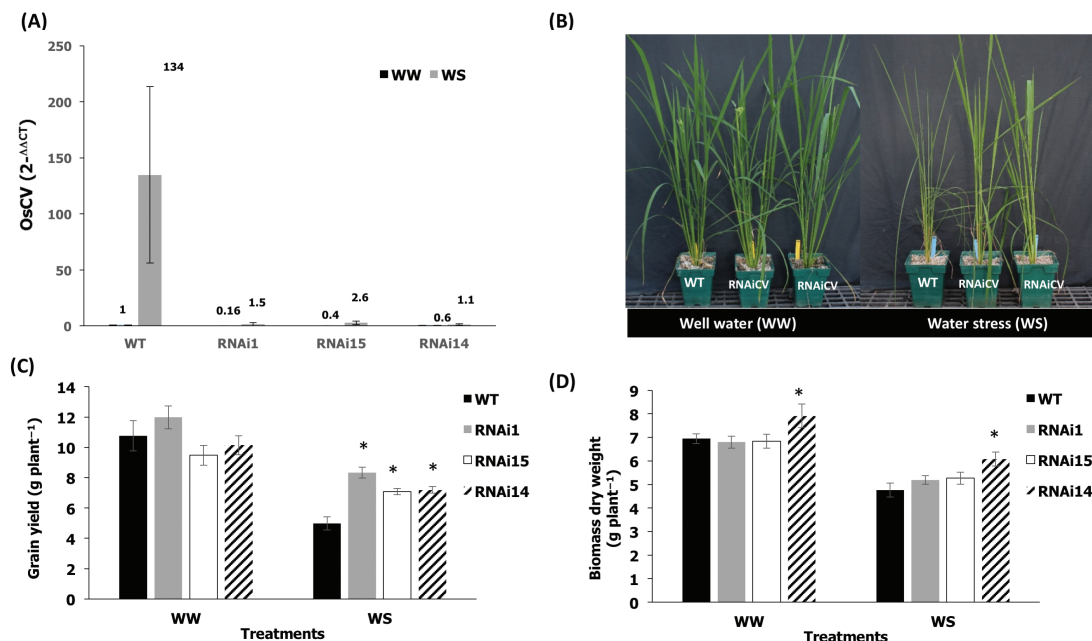 (A)
OsCV (2-ΔΔCT)
250
200
150
100
50
0
134
1
0.16
1.5
0.4
2.6
0.6
1.1
WW WS
WT RNAi1 RNAi15 RNAi14
(B)
WT RNAiCV RNAiCV
WT RNAiCV RNAiCV
Well water (WW) Water stress (WS)
(C)
Grain yield (g plant⁻¹)
14
12
10
8
6
4
2
0
* * *
WT
RNAi1
RNAi15
RNAi14
WW WS
Treatments
(D)
Biomass dry weight
(g plant⁻¹)
9
8
7
6
5
4
3
2
1
0
* *
WT
RNAi1
RNAi15
RNAi14
WW WS
Treatments